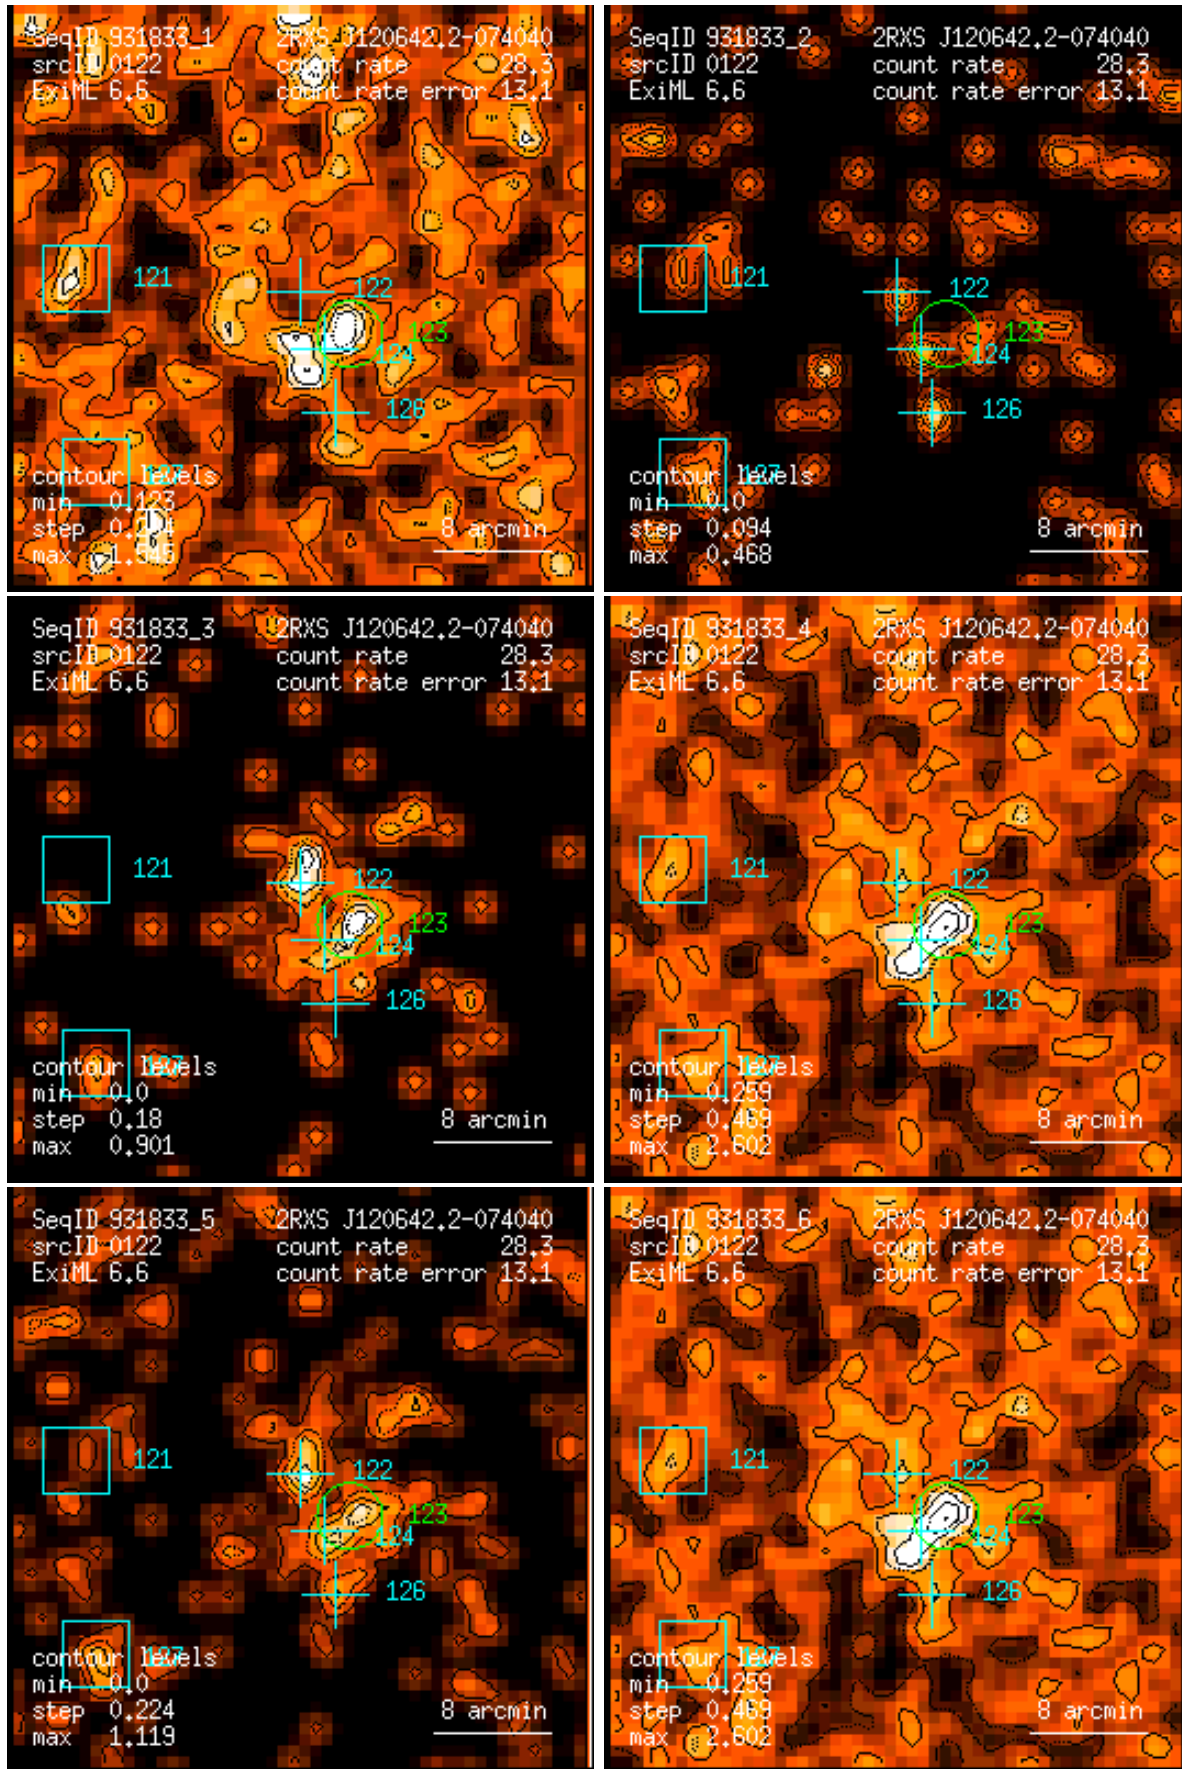 SeqID 931833_1 2RXS J120642.2-074040
srcID 0122 count rate 28.3
ExiML 6.6 count rate error 13.1
121
122
123
124
126
contour levels
min 0.123
step
max 1.545
8 arcmin
SeqID 931833_2 2RXS J120642.2-074040
srcID 0122 count rate 28.3
ExiML 6.6 count rate error 13.1
121
122
123
124
126
contour levels
min 0.0
step 0.094
max 0.468
8 arcmin
SeqID 931833_3 2RXS J120642.2-074040
srcID 0122 count rate 28.3
ExiML 6.6 count rate error 13.1
121
122
123
124
126
contour levels
min 0.0
step 0.18
max 0.901
8 arcmin
SeqID 931833_4 2RXS J120642.2-074040
srcID 0122 count rate 28.3
ExiML 6.6 count rate error 13.1
121
122
123
124
126
contour levels
min 0.259
step 0.469
max 2.602
8 arcmin
SeqID 931833_5 2RXS J120642.2-074040
srcID 0122 count rate 28.3
ExiML 6.6 count rate error 13.1
121
122
123
124
126
contour levels
min 0.0
step 0.224
max 1.119
8 arcmin
SeqID 931833_6 2RXS J120642.2-074040
srcID 0122 count rate 28.3
ExiML 6.6 count rate error 13.1
121
122
123
124
126
contour levels
min 0.259
step 0.469
max 2.602
8 arcmin